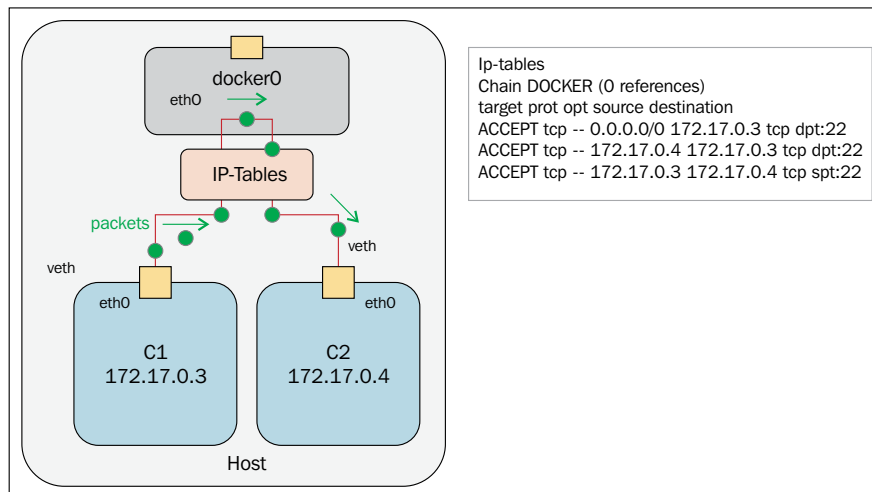 docker0
eth0
IP-Tables
packets
veth
veth
eth0
eth0
C1
172.17.0.3
C2
172.17.0.4
Host
Ip-tables
Chain DOCKER (0 references)
target prot opt source destination
ACCEPT tcp -- 0.0.0.0/0 172.17.0.3 tcp dpt:22
ACCEPT tcp -- 172.17.0.4 172.17.0.3 tcp dpt:22
ACCEPT tcp -- 172.17.0.3 172.17.0.4 tcp spt:22